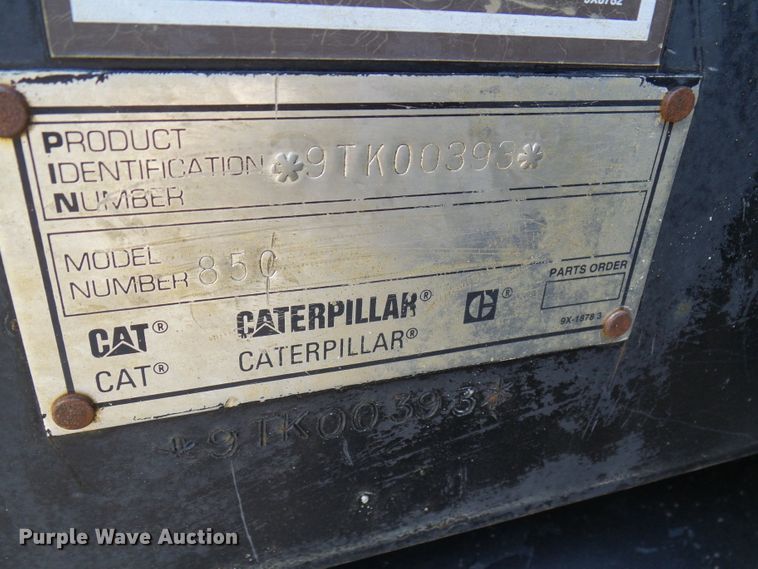 PRODUCT
IDENTIFICATION *9TK00393*
NUMBER
MODEL
NUMBER 85C
PARTS ORDER
9X-1878 3
CAT® CATERPILLAR® C®
CAT® CATERPILLAR®
*9TK00393*
Purple Wave Auction